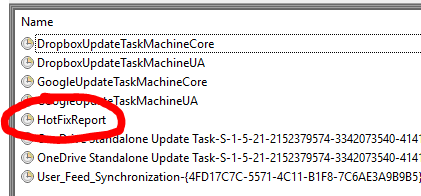 Name
DropboxUpdateTaskMachineCore
DropboxUpdateTaskMachineUA
GoogleUpdateTaskMachineCore
GoogleUpdateTaskMachineUA
HotFixReport
OneDrive Standalone Update Task-S-1-5-21-2152379574-3342073540-4141
OneDrive Standalone Update Task-S-1-5-21-2152379574-3342073540-4141
User_Feed_Synchronization-{4FD17C7C-5571-4C11-B1F8-7C6AE3A9B9B5}